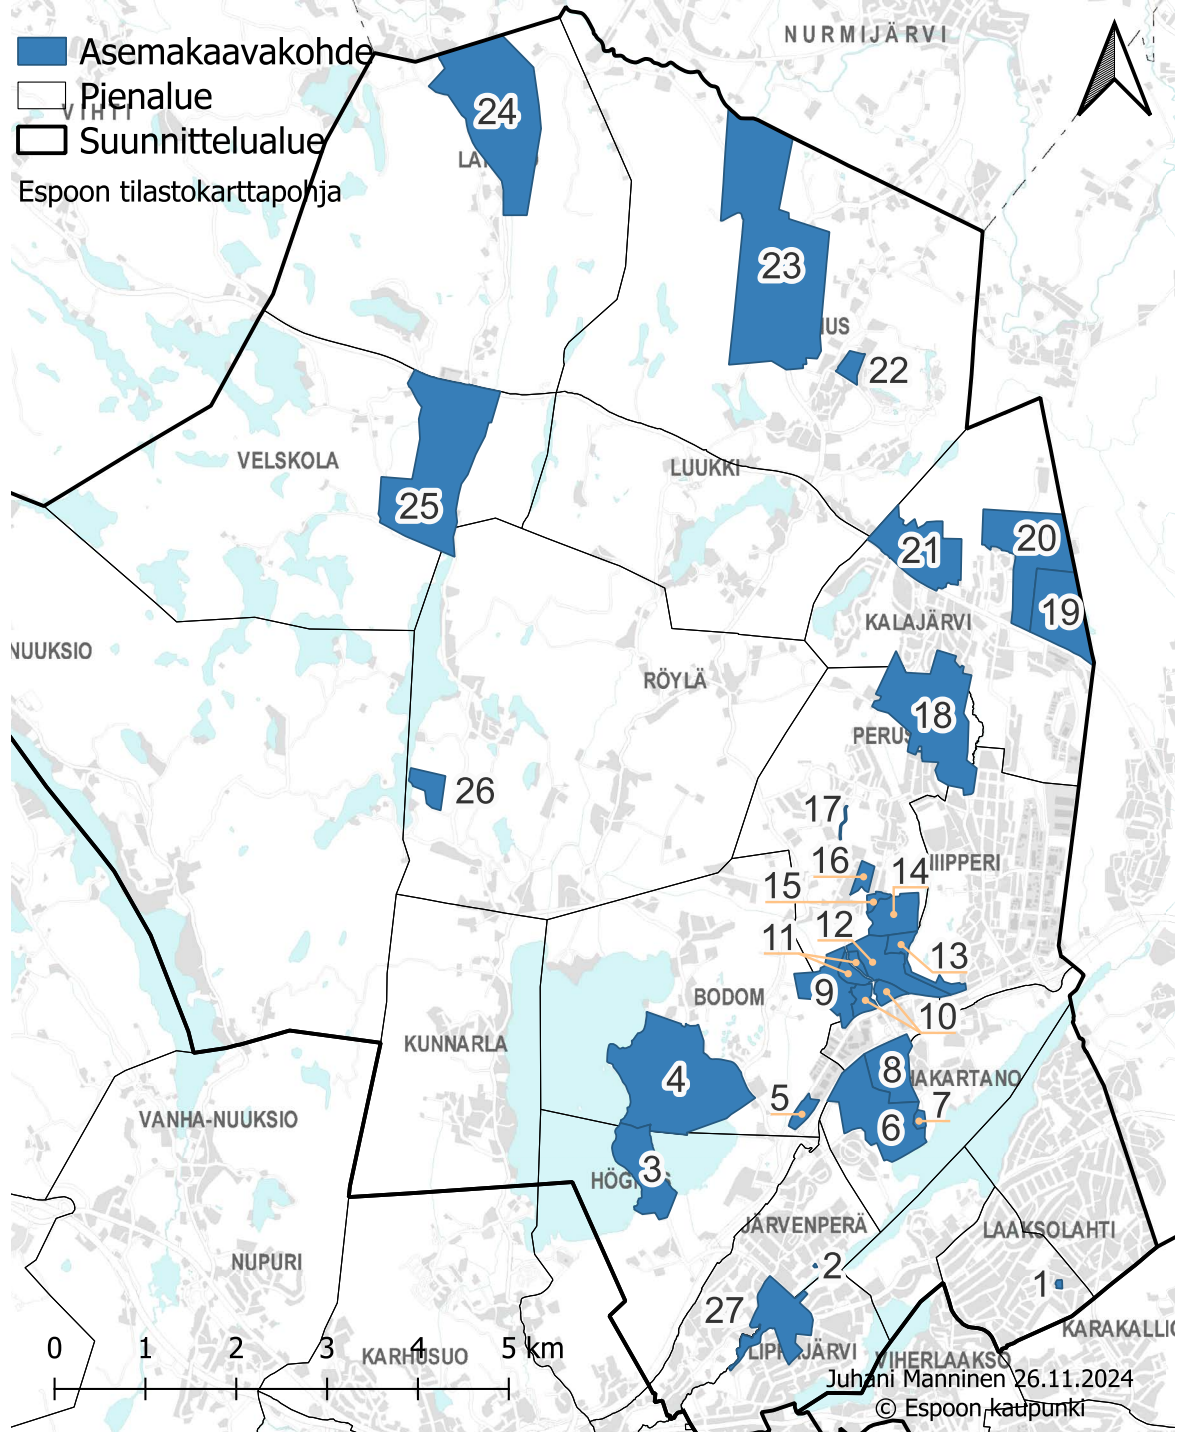 NURMIJÄRVI
Asemakaavakohde
Pienalue
VIHTI
Suunnittelualue
Espoon tilastokarttapohja
24
23
22
VELSKOLA
LUUKKI
25
21
20
19
KALAJÄRVI
NUUKSIO
RÖYLÄ
18
26
17
16
14
15
12
11
13
9
BODOM
10
KUNNARLA
4
8
5
7
6
VANHA-NUUKSIO
3
JÄRVENPERÄ
LAAKSOLAHTI
2
NUPURI
1
27
KARAKALLIO
0 1 2 3 4 5 km
KARHUSUO
VIHERLAAKSO
Juhani Manninen 26.11.2024
© Espoon kaupunki